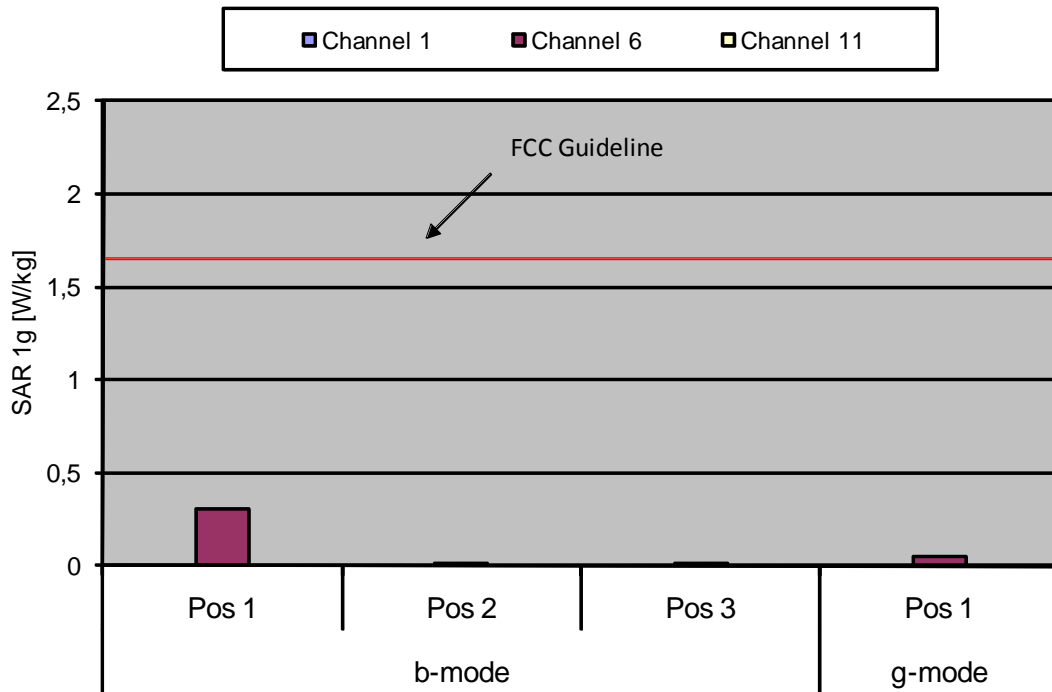 Channel 1 Channel 6 Channel 11
2,5
FCC Guideline
2
1,5
SAR 1g [W/kg]
1
0,5
0
Pos 1 Pos 2 Pos 3 Pos 1
b-mode g-mode